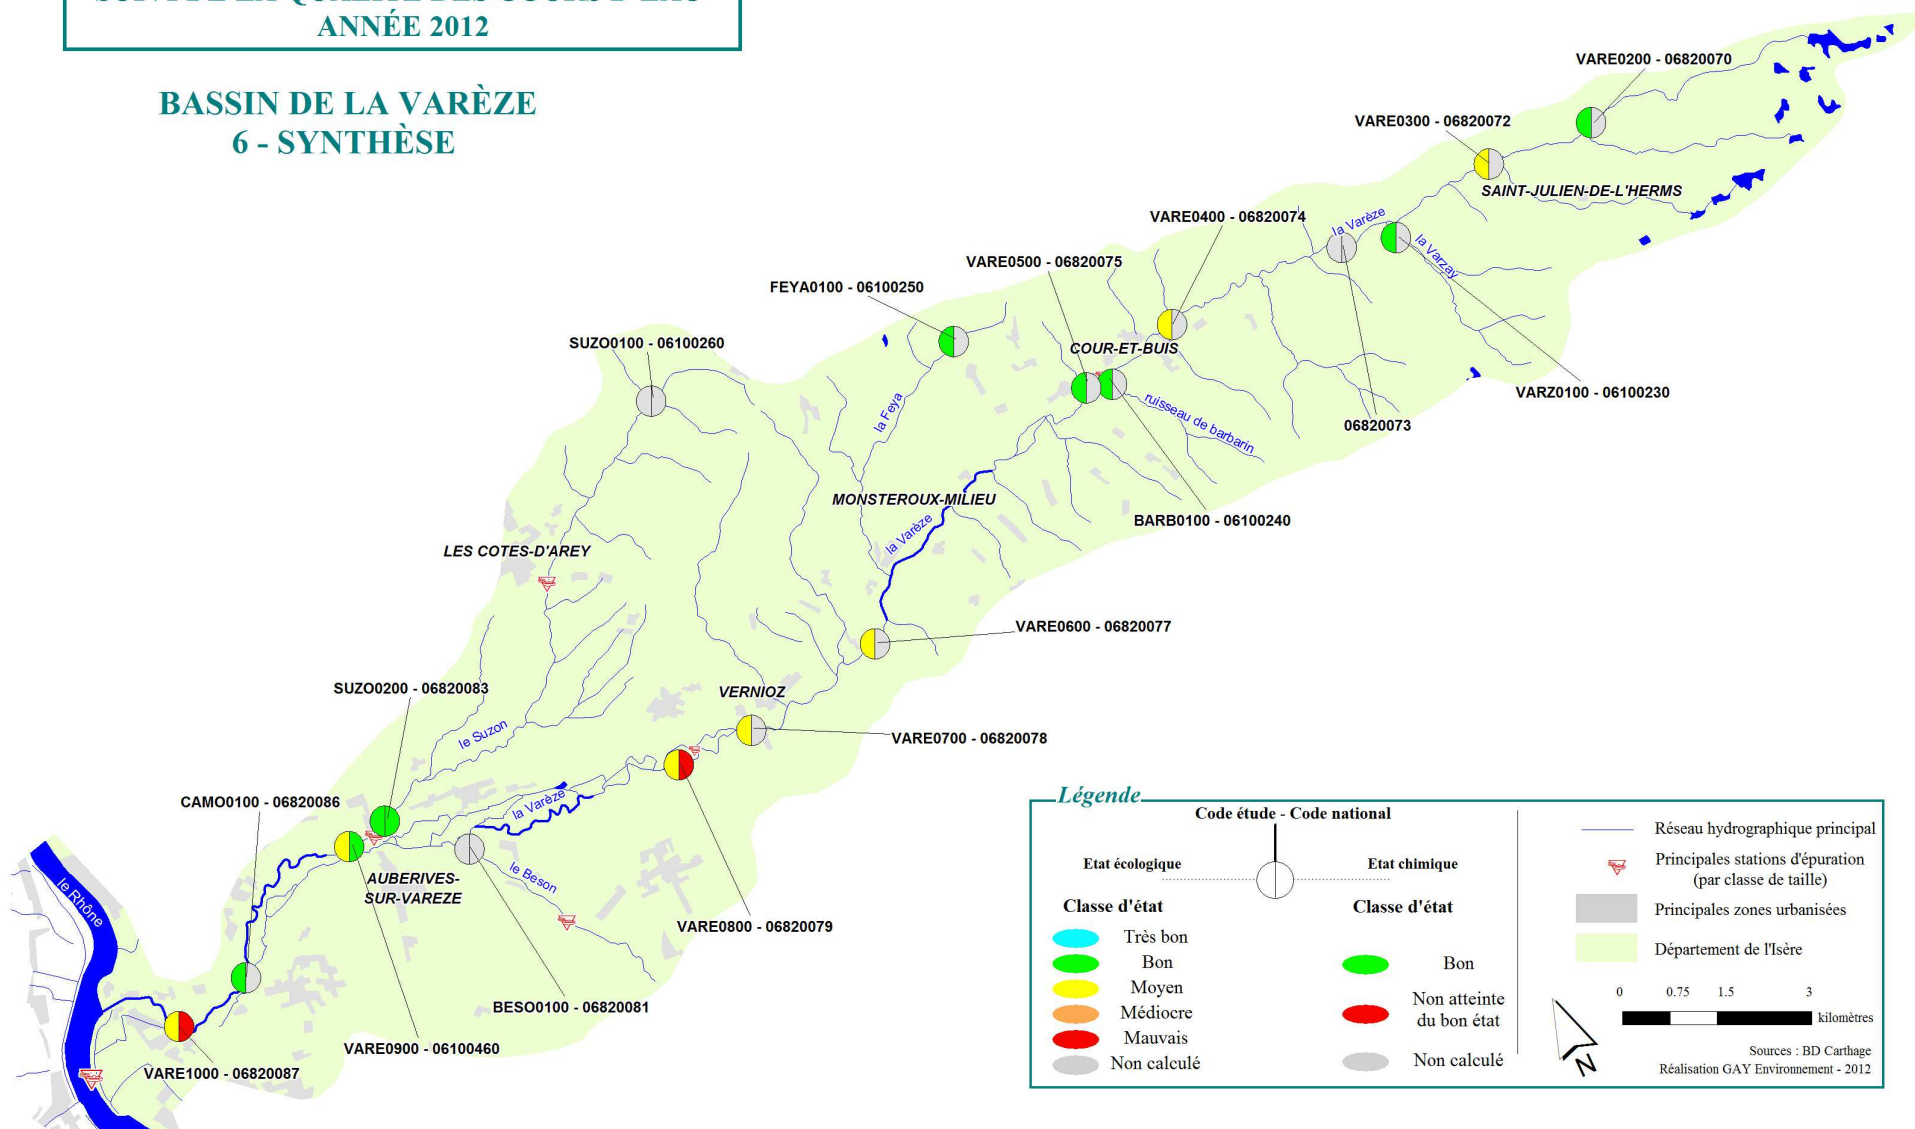 ANNÉE 2012
BASSIN DE LA VARÈZE
6 - SYNTHÈSE
VARE0200 - 06820070
VARE0300 - 06820072
SAINT-JULIEN-DE-L'HERMS
VARE0400 - 06820074
la Varèze
la Varzay
VARE0500 - 06820075
FEYA0100 - 06100250
SUZO0100 - 06100260
COUR-ET-BUIS
VARZ0100 - 06100230
06820073
la Feya
ruisseau de barbarin
MONSTEROUX-MILIEU
BARB0100 - 06100240
la Varèze
LES COTES-D'AREY
VARE0600 - 06820077
SUZO0200 - 06820083
VERNIOZ
le Suzon
VARE0700 - 06820078
CAMO0100 - 06820086
la Varèze
le Rhône
AUBERIVES-
SUR-VAREZE
le Beson
VARE0800 - 06820079
BESO0100 - 06820081
VARE0900 - 06100460
VARE1000 - 06820087
Légende
Code étude - Code national
Etat écologique
Etat chimique
Classe d'état
Très bon
Bon
Moyen
Médiocre
Mauvais
Non calculé
Classe d'état
Bon
Non atteinte
du bon état
Non calculé
Réseau hydrographique principal
Principales stations d'épuration
(par classe de taille)
Principales zones urbanisées
Département de l'Isère
0 0.75 1.5 3
kilomètres
N
Sources : BD Carthage
Réalisation GAY Environnement - 2012